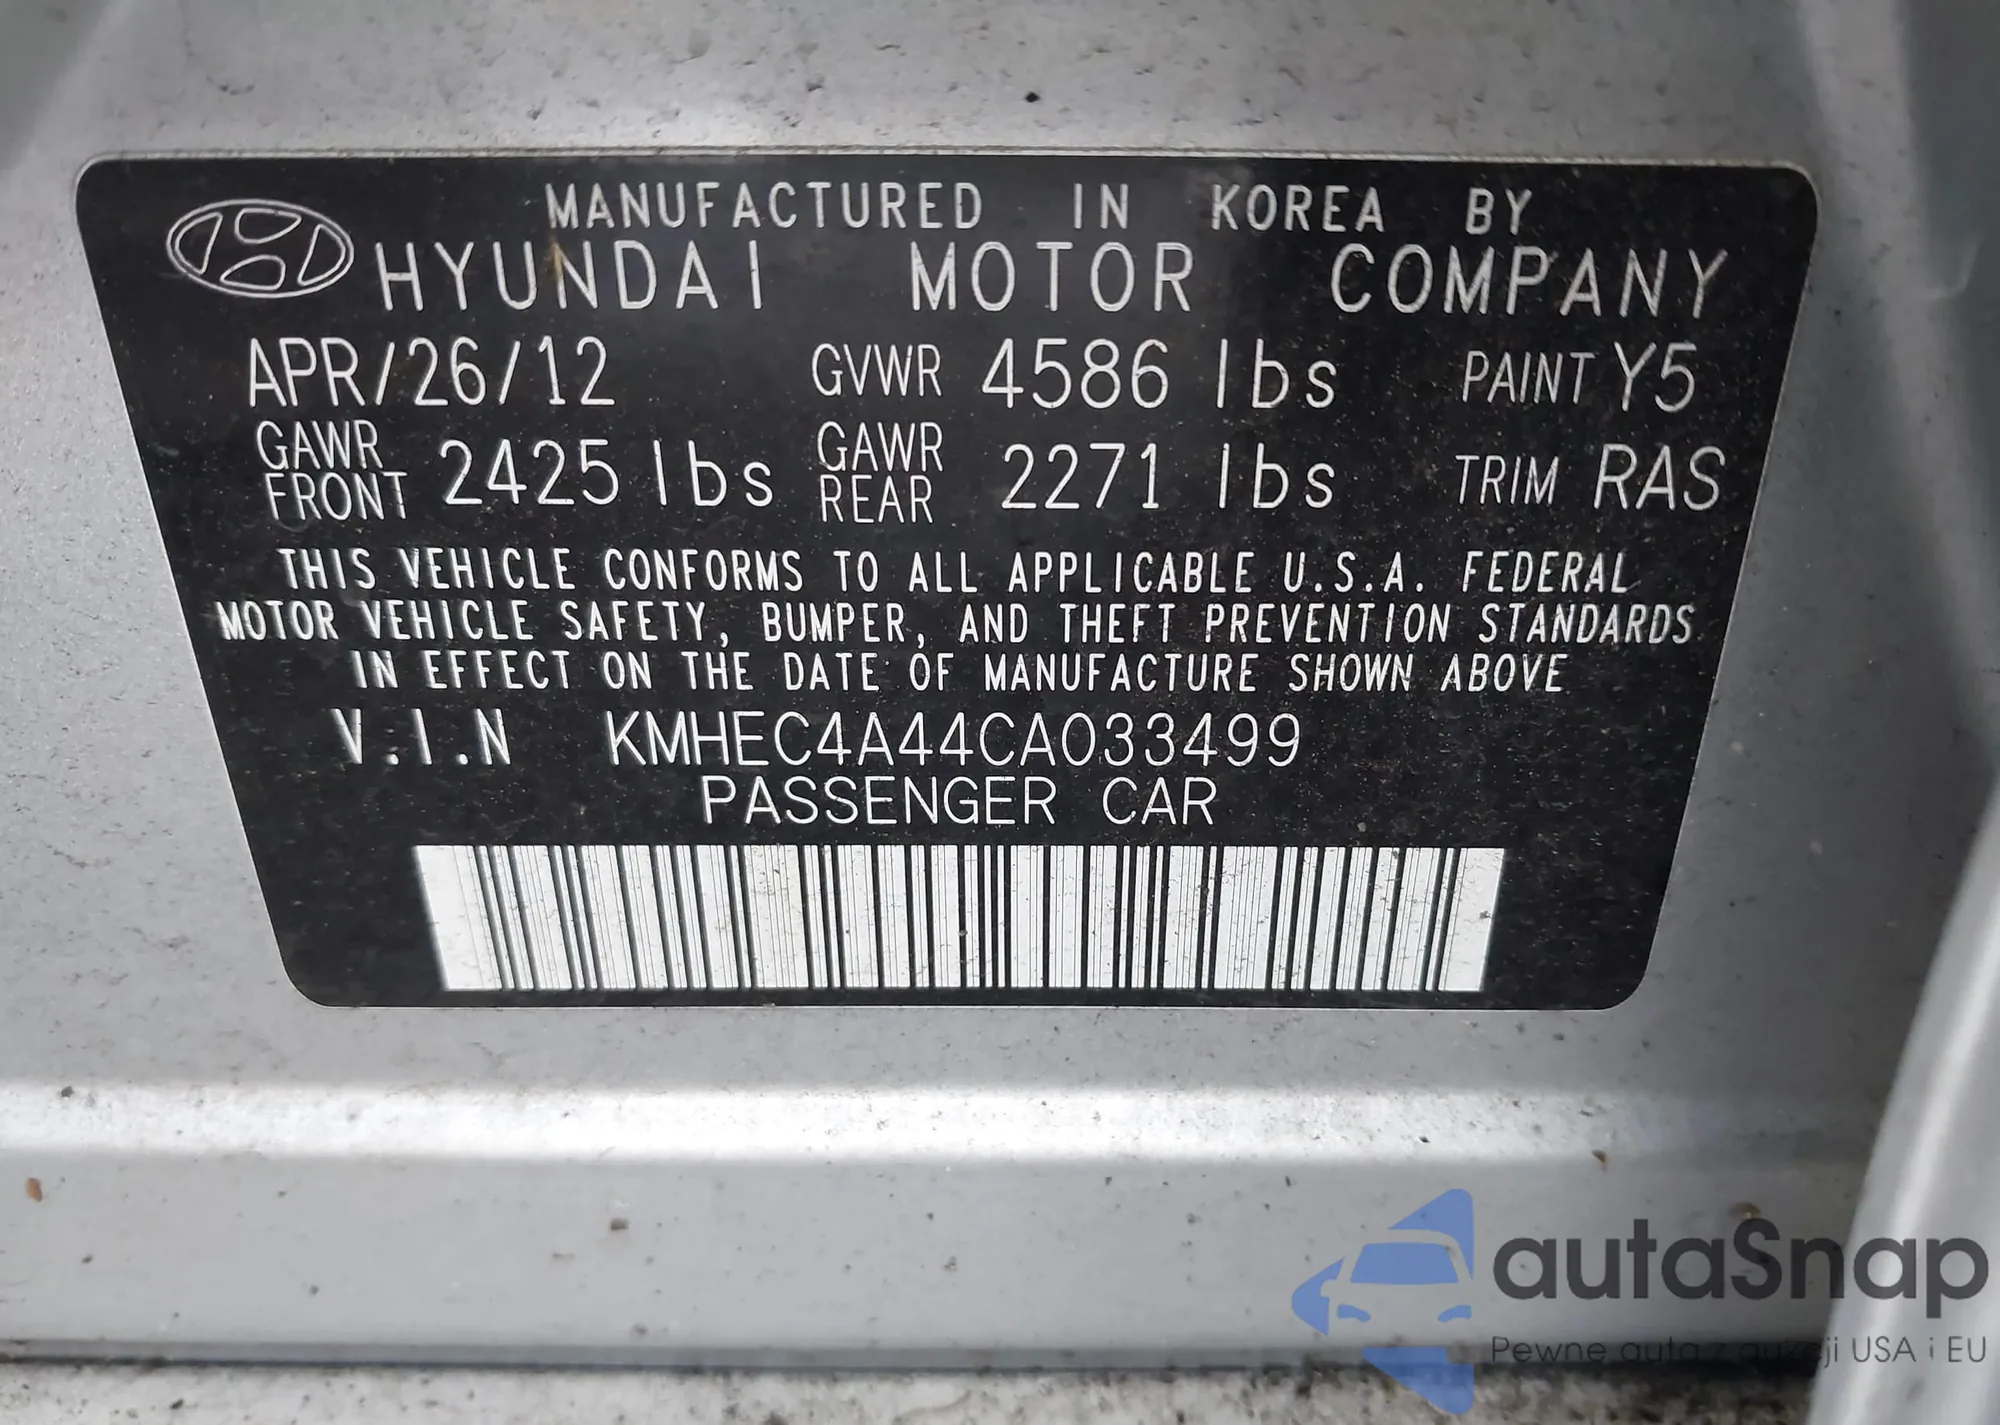 MANUFACTURED IN KOREA BY
HYUNDAI MOTOR COMPANY
APR/26/12 GVWR 4586 lbs PAINT Y5
GAWR FRONT 2425 lbs GAWR REAR 2271 lbs TRIM RAS
THIS VEHICLE CONFORMS TO ALL APPLICABLE U.S.A. FEDERAL
MOTOR VEHICLE SAFETY, BUMPER, AND THEFT PREVENTION STANDARDS
IN EFFECT ON THE DATE OF MANUFACTURE SHOWN ABOVE
V.I.N KMHEC4A44CA033499
PASSENGER CAR
autaSnap
Pewne auta z aukcji USA i EU